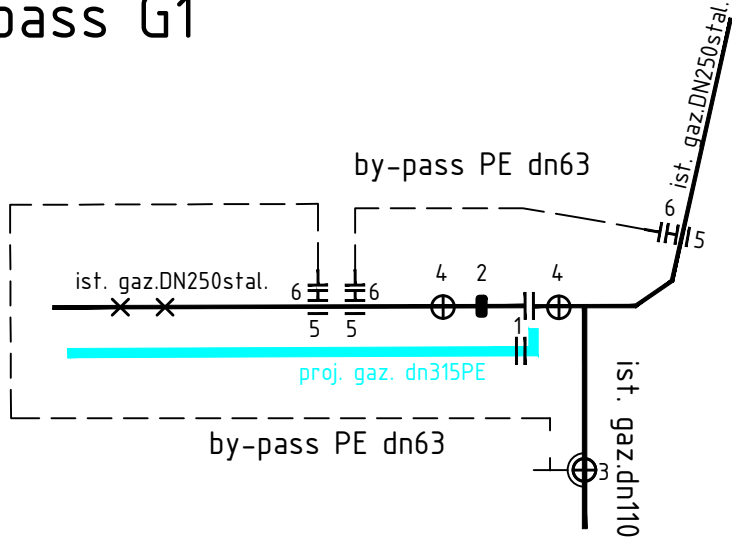 pass G1
ist. gaz.DN250stal.
by-pass PE dn63
6
5
ist. gaz.DN250stal.
6
6
4
2
4
5
5
1
proj. gaz. dn315PE
ist. gaz.dn110
by-pass PE dn63
3